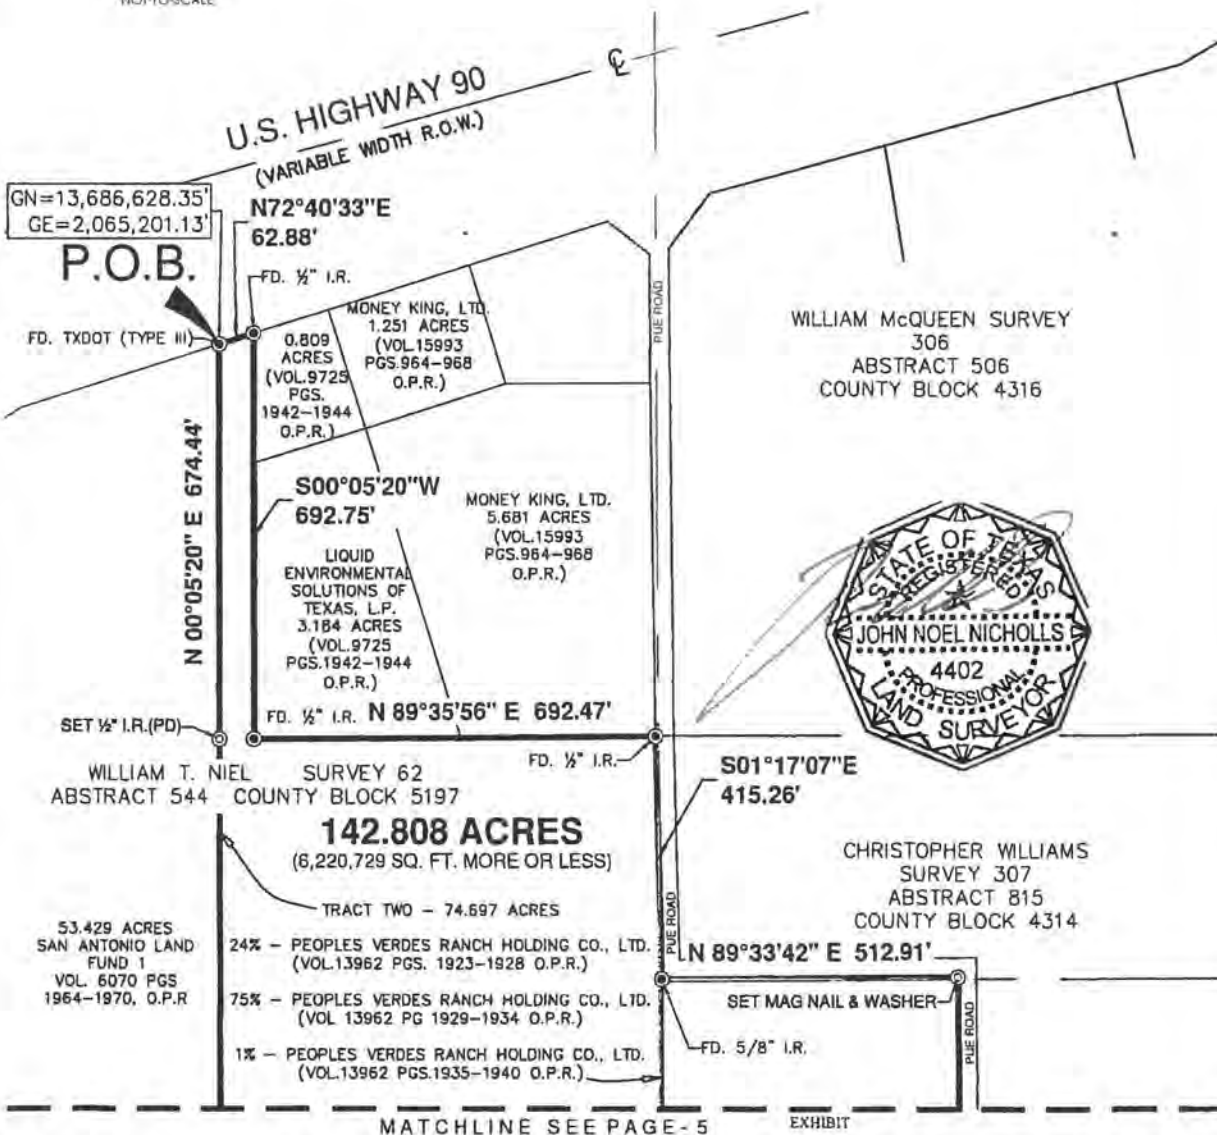 NOT-TO-SCALE
U.S. HIGHWAY 90
(VARIABLE WIDTH R.O.W.)
GN=13,686,628.35'
GE=2,065,201.13'
P.O.B.
N72°40'33"E
62.88'
FD. ½" I.R.
FD. TXDOT (TYPE III)
0.809
ACRES
(VOL.9725
PGS.
1942-1944
O.P.R.)
MONEY KING, LTD.
1.251 ACRES
(VOL.15993
PGS.964-968
O.P.R.)
PUE ROAD
WILLIAM McQUEEN SURVEY
306
ABSTRACT 506
COUNTY BLOCK 4316
N 00°05'20" E 674.44'
S00°05'20"W
692.75'
MONEY KING, LTD.
5.681 ACRES
(VOL.15993
PGS.964-968
O.P.R.)
LIQUID
ENVIRONMENTAL
SOLUTIONS OF
TEXAS, L.P.
3.184 ACRES
(VOL.9725
PGS.1942-1944
O.P.R.)
STATE OF TEXAS
REGISTERED
JOHN NOEL NICHOLLS
4402
PROFESSIONAL
LAND SURVEYOR
SET ½" I.R.(PD)
FD. ½" I.R.
N 89°35'56" E 692.47'
FD. ½" I.R.
S01°17'07"E
415.26'
WILLIAM T. NIEL SURVEY 62
ABSTRACT 544 COUNTY BLOCK 5197
142.808 ACRES
(6,220,729 SQ. FT. MORE OR LESS)
CHRISTOPHER WILLIAMS
SURVEY 307
ABSTRACT 815
COUNTY BLOCK 4314
TRACT TWO - 74.697 ACRES
53.429 ACRES
SAN ANTONIO LAND
FUND 1
VOL. 6070 PGS
1964-1970, O.P.R
24% - PEOPLES VERDES RANCH HOLDING CO., LTD.
(VOL.13962 PGS. 1923-1928 O.P.R.)
75% - PEOPLES VERDES RANCH HOLDING CO., LTD.
(VOL 13962 PG 1929-1934 O.P.R.)
1% - PEOPLES VERDES RANCH HOLDING CO., LTD.
(VOL.13962 PGS.1935-1940 O.P.R.)
PUE ROAD
N 89°33'42" E 512.91'
SET MAG NAIL & WASHER
FD. 5/8" I.R.
PUE ROAD
MATCHLINE SEE PAGE-5
EXHIBIT